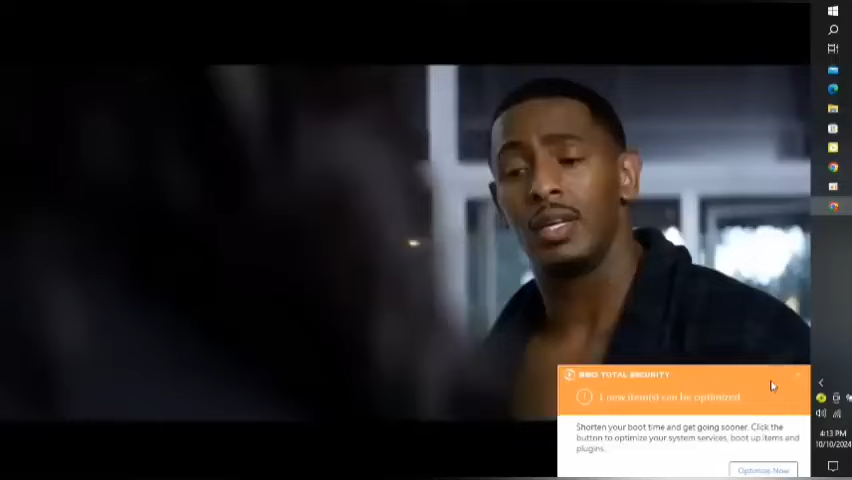 360 TOTAL SECURITY
1 new item(s) can be optimized
Shorten your boot time and get going sooner. Click the
button to optimize your system services, boot up items and
plugins.
Optimize Now
4:13 PM
10/10/2024